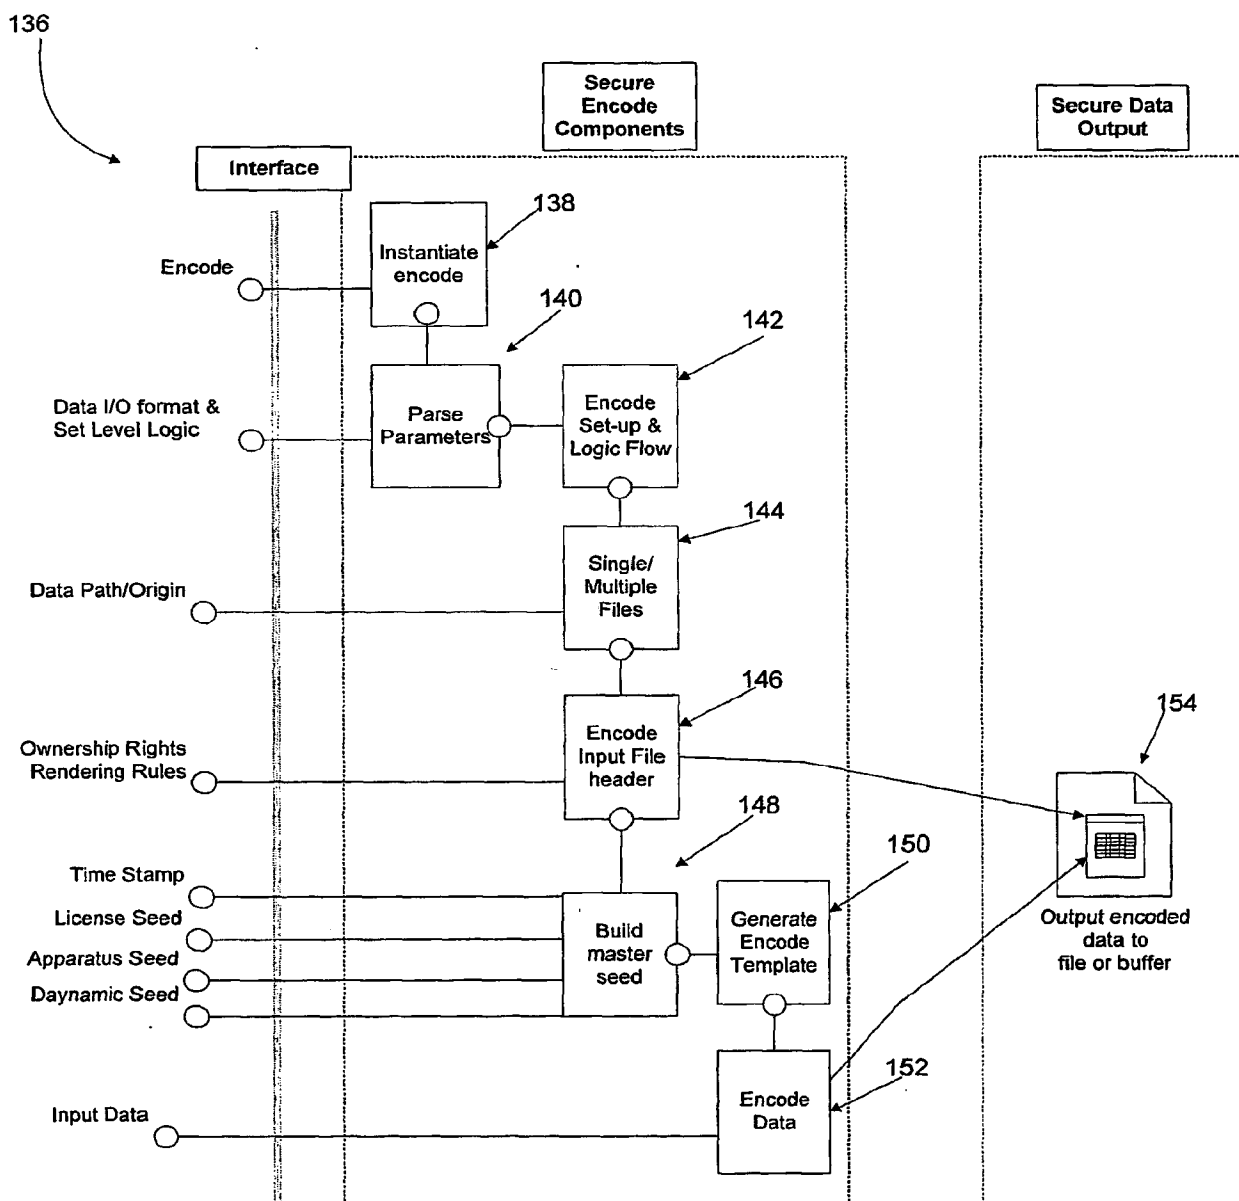 136
Secure
Encode
Components
Secure Data
Output
Interface
138
Instantiate
encode
Encode
140
142
Data I/O format &
Set Level Logic
Parse
Parameters
Encode
Set-up &
Logic Flow
144
Single/
Multiple
Files
Data Path/Origin
146
154
Ownership Rights
Rendering Rules
Encode
Input File
header
148
150
Time Stamp
License Seed
Apparatus Seed
Daynamic Seed
Build
master
seed
Generate
Encode
Template
Output encoded
data to
file or buffer
152
Encode
Data
Input Data